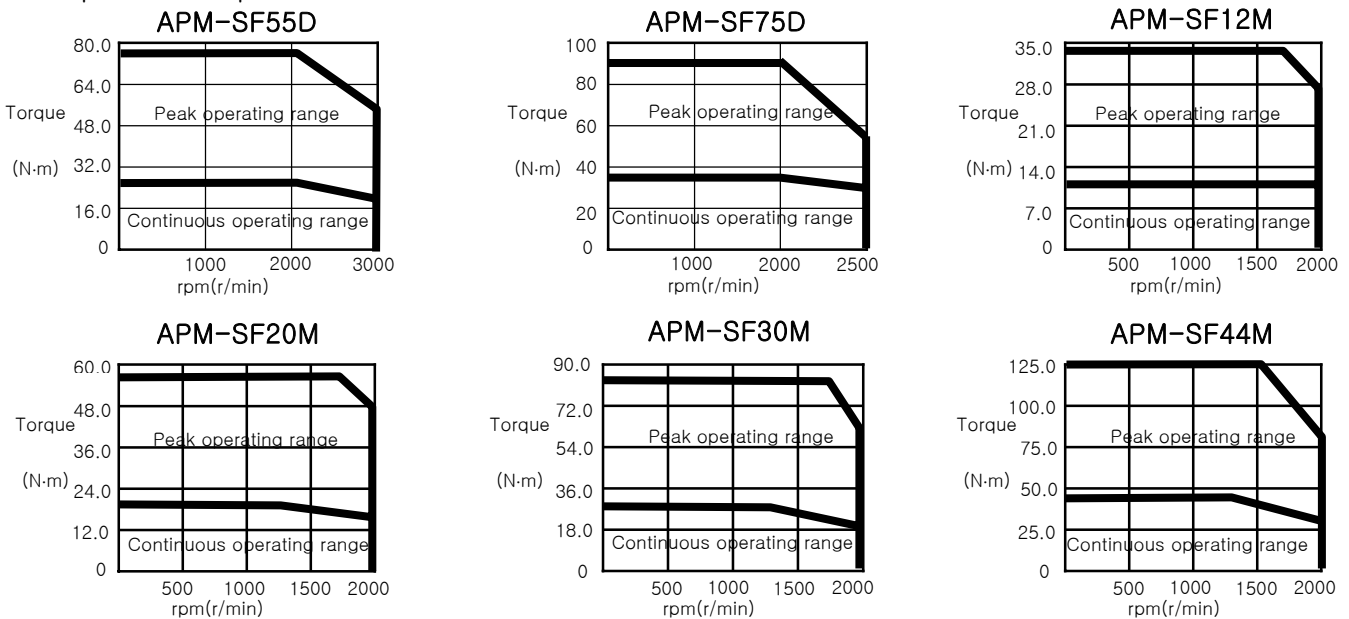 APM-SF55D
80.0
64.0
Torque
48.0
(N·m)
32.0
16.0
0
Peak operating range
Continuous operating range
1000 2000 3000
rpm(r/min)
APM-SF75D
100
80
Torque
60
(N·m)
40
20
0
Peak operating range
Continuous operating range
1000 2000 2500
rpm(r/min)
APM-SF12M
35.0
28.0
Torque
21.0
(N·m)
14.0
7.0
0
Peak operating range
Continuous operating range
500 1000 1500 2000
rpm(r/min)
APM-SF20M
60.0
48.0
Torque
36.0
(N·m)
24.0
12.0
0
Peak operating range
Continuous operating range
500 1000 1500 2000
rpm(r/min)
APM-SF30M
90.0
72.0
Torque
54.0
(N·m)
36.0
18.0
0
Peak operating range
Continuous operating range
500 1000 1500 2000
rpm(r/min)
APM-SF44M
125.0
100.0
Torque
75.0
(N·m)
50.0
25.0
0
Peak operating range
Continuous operating range
500 1000 1500 2000
rpm(r/min)